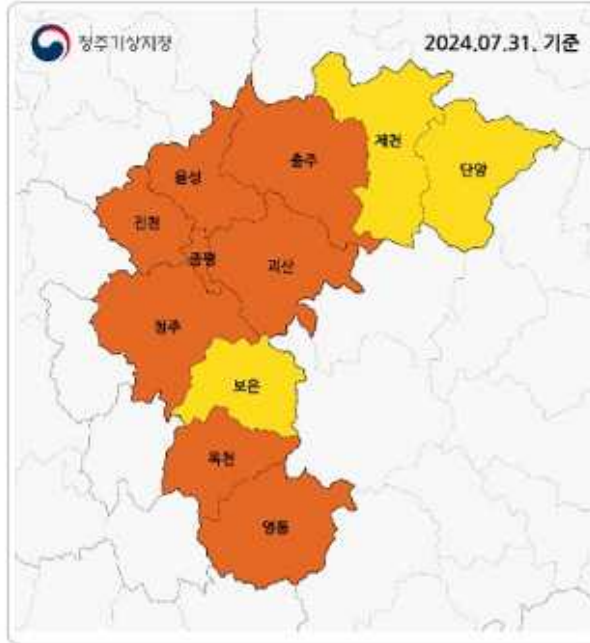 청주기상지청
2024.07.31. 기준
제천
단양
충주
음성
진천
증평
괴산
청주
보은
옥천
영동